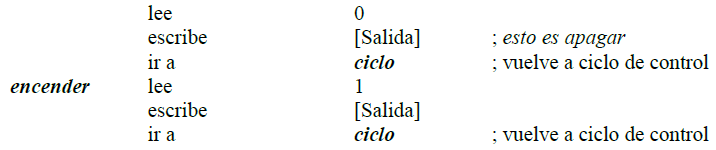 lee 0
escribe [Salida] ; esto es apagar
ir a ciclo ; vuelve a ciclo de control
encender lee 1
escribe [Salida]
ir a ciclo ; vuelve a ciclo de control